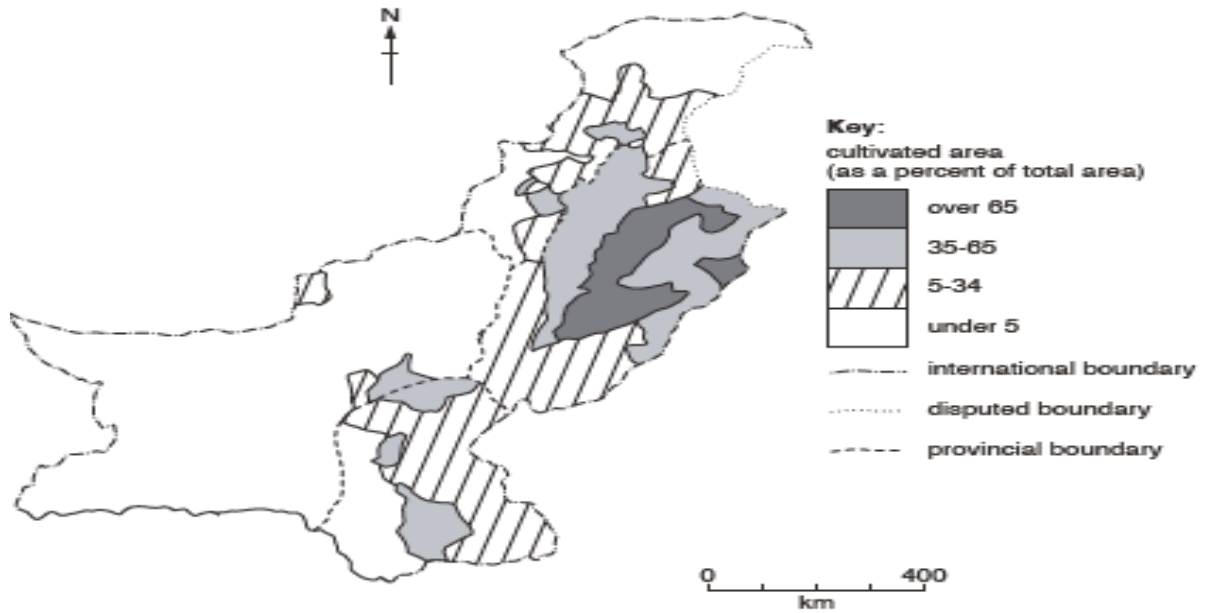 N
Key:
cultivated area
(as a percent of total area)
over 65
35-65
5-34
under 5
international boundary
disputed boundary
provincial boundary
0 400
km